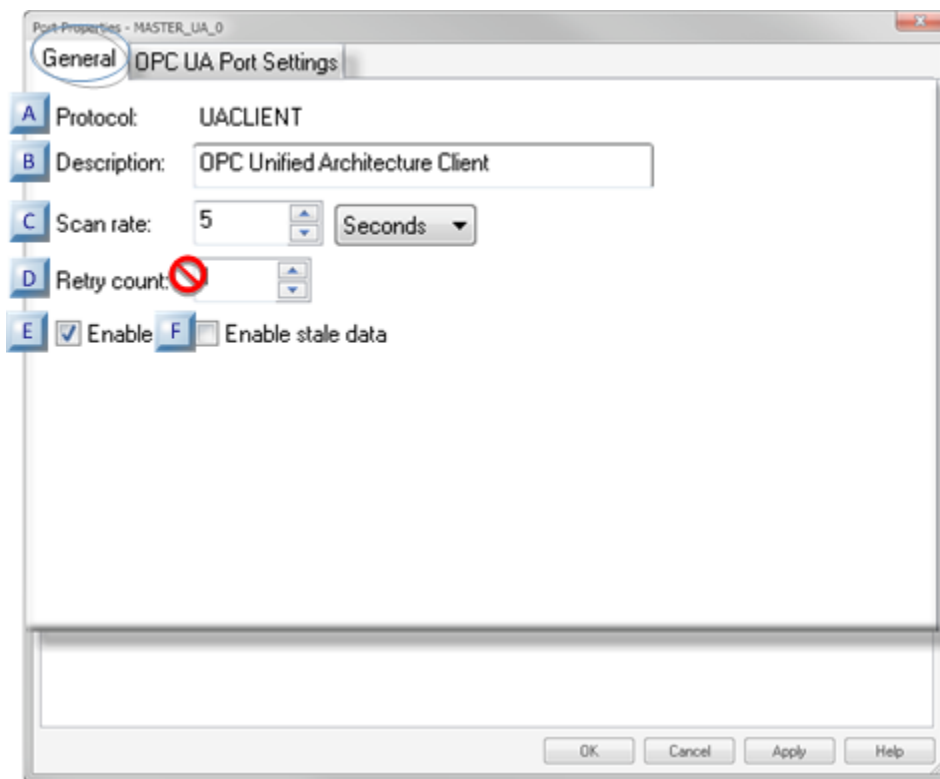 Port Properties - MASTER_UA_0
General OPC UA Port Settings
A Protocol: UACLIENT
B Description: OPC Unified Architecture Client
C Scan rate: 5 Seconds
D Retry count:
E Enable F Enable stale data
OK Cancel Apply Help